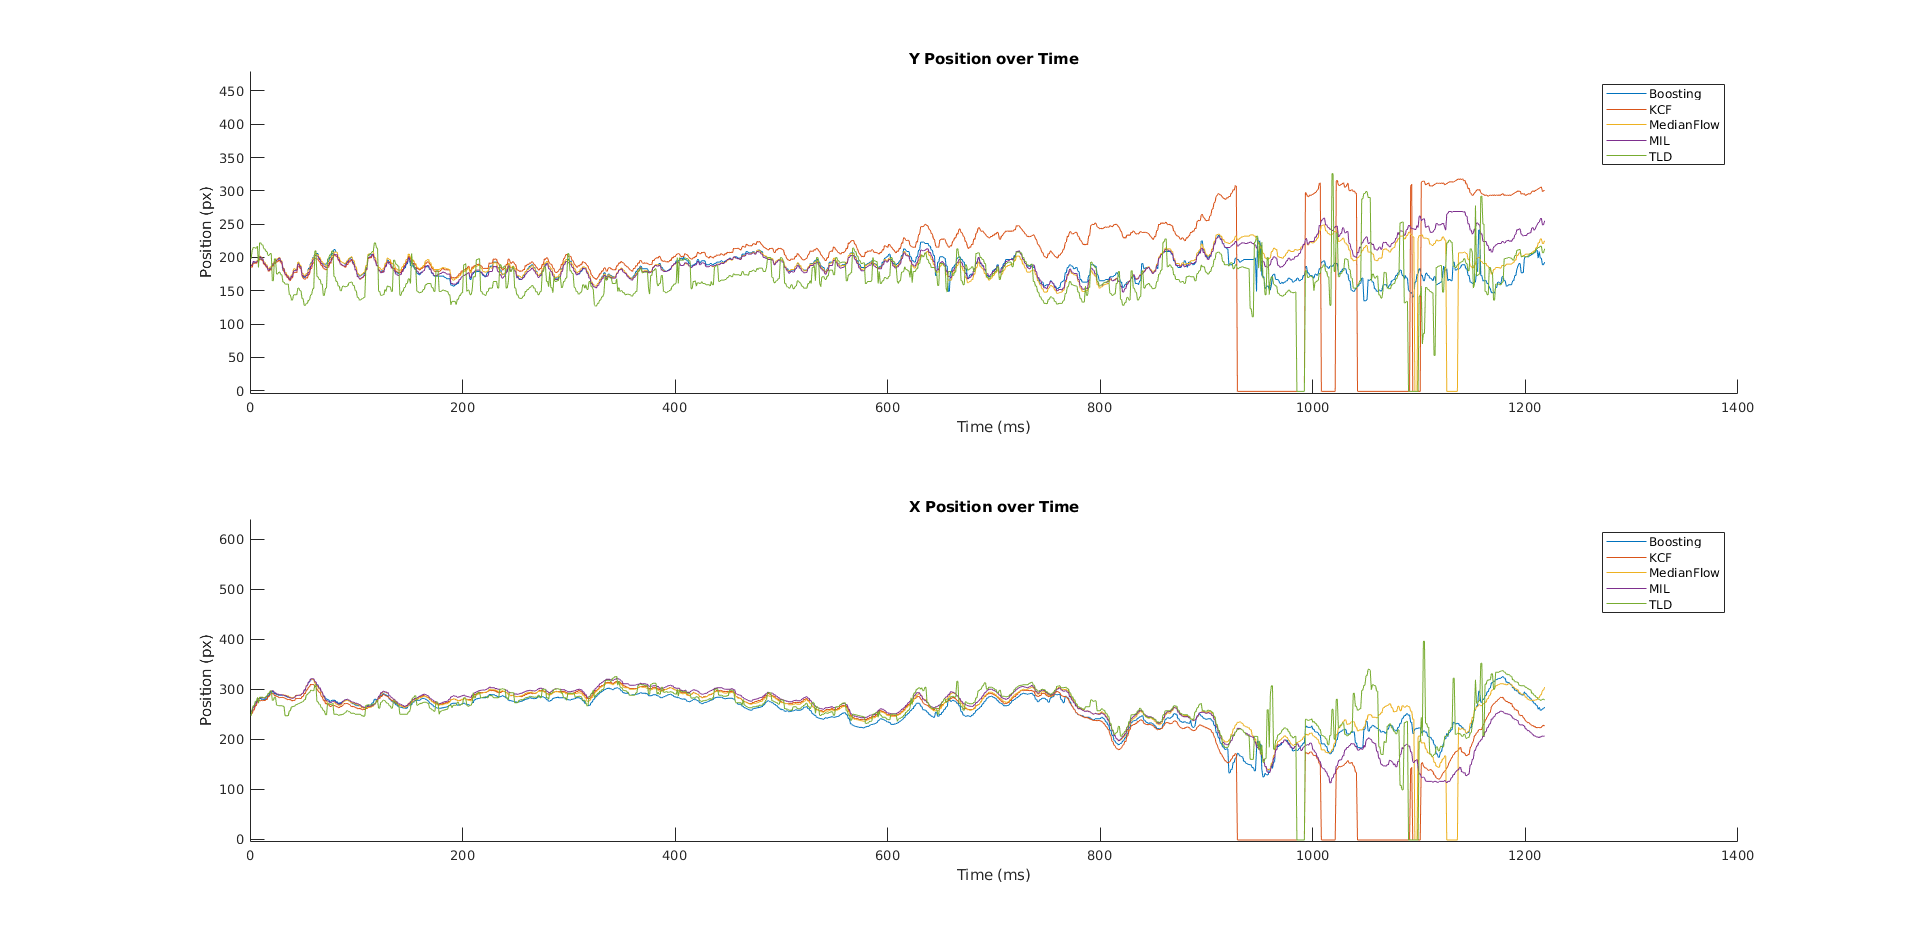 Y Position over Time
450
400
350
300
250
200
150
100
50
0
Position (px)
0 200 400 600 800 1000 1200 1400
Time (ms)
Boosting
KCF
MedianFlow
MIL
TLD
X Position over Time
600
500
400
300
200
100
0
Position (px)
0 200 400 600 800 1000 1200 1400
Time (ms)
Boosting
KCF
MedianFlow
MIL
TLD